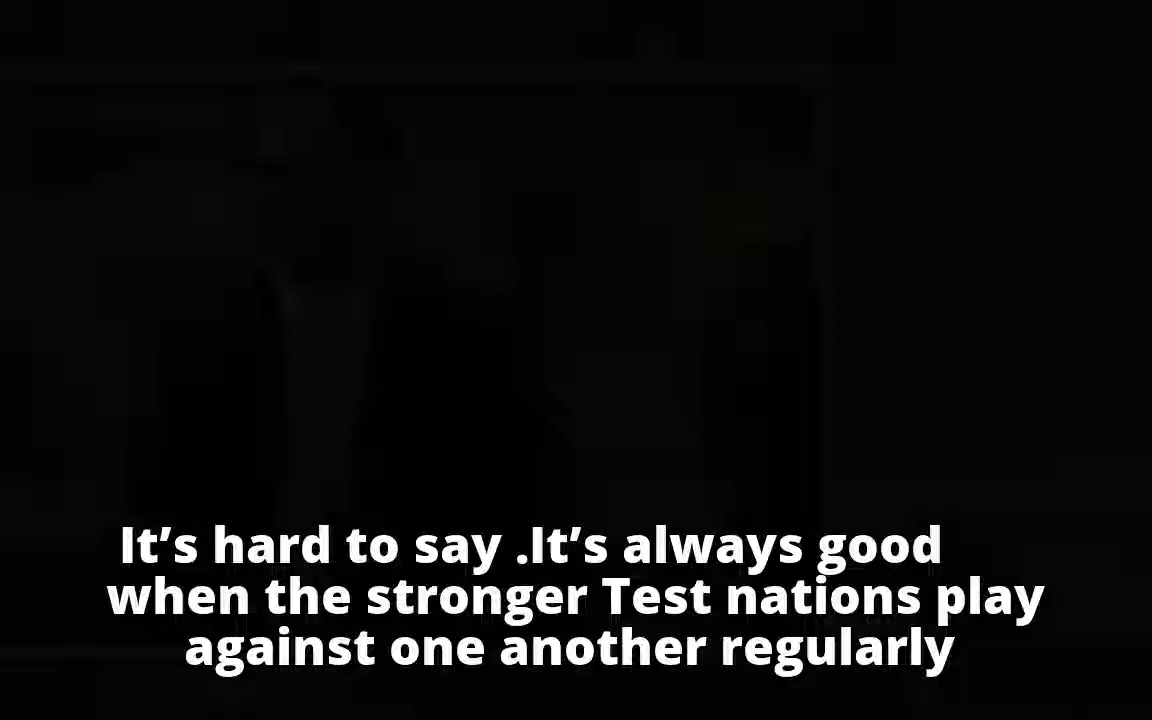 It’s hard to say .It’s always good
when the stronger Test nations play
against one another regularly